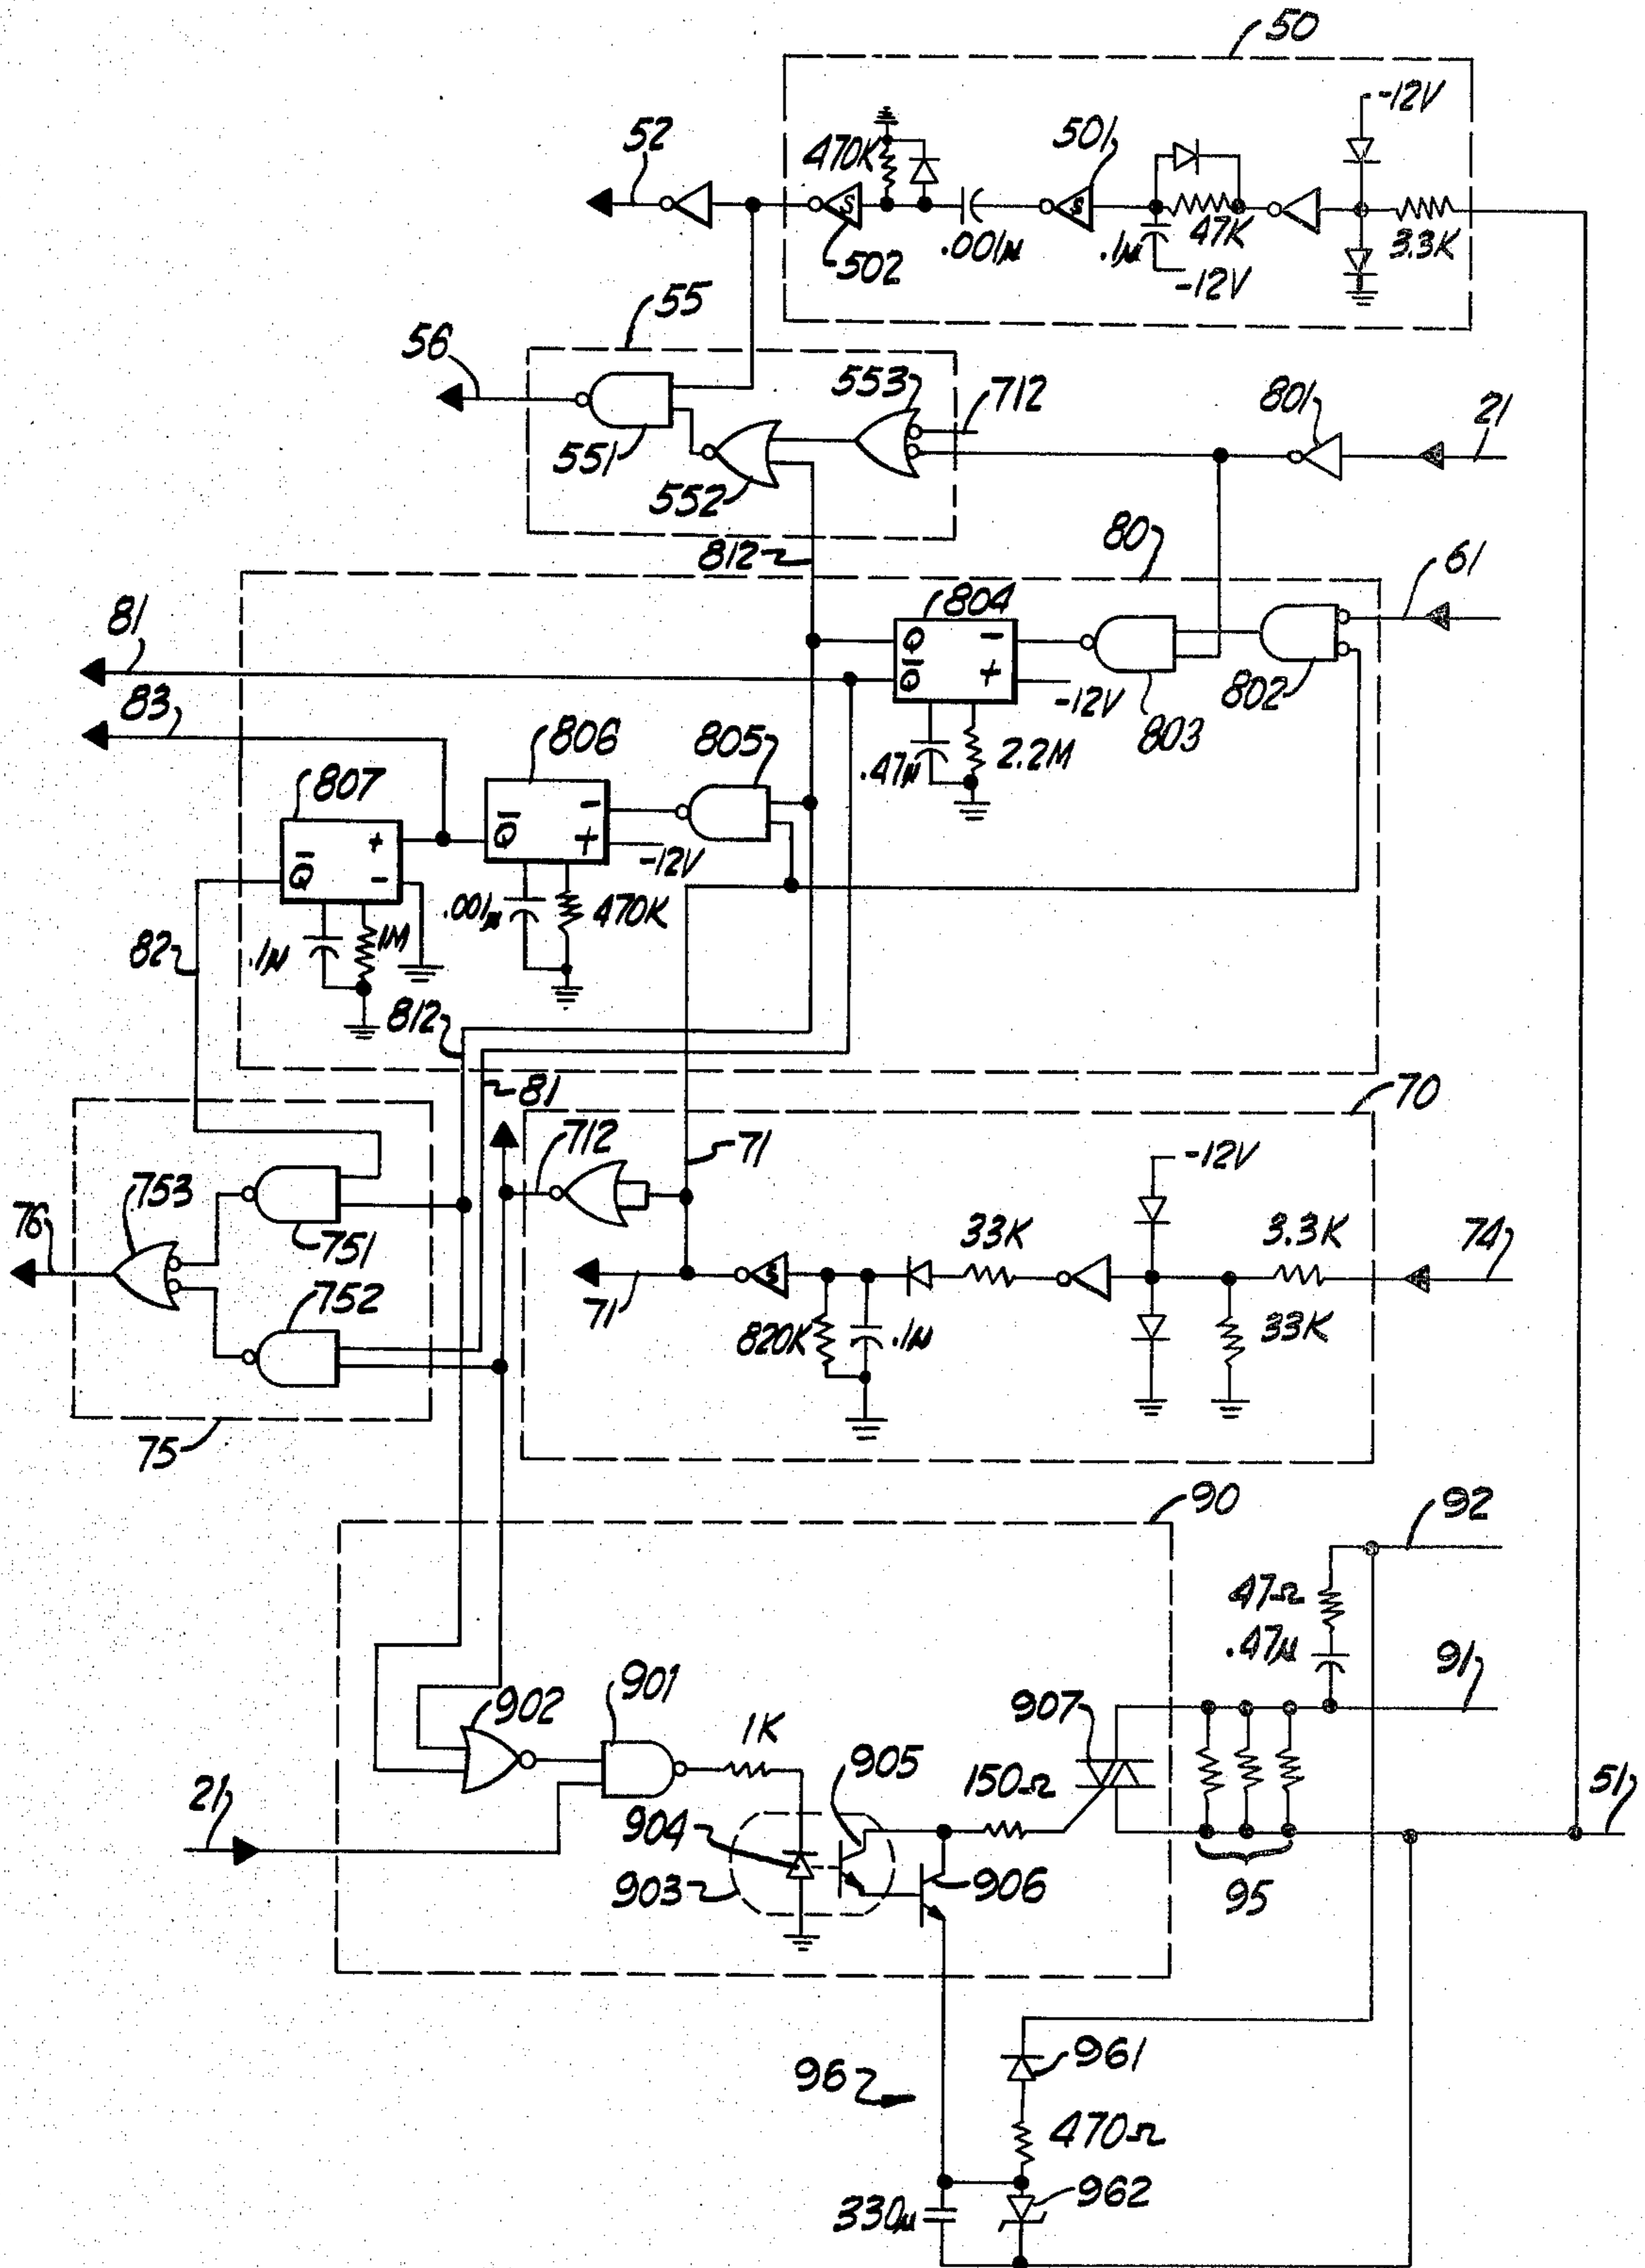 50
-12V
52
470K
501
S
S
502
.001µ
.1µ
47K
-12V
3.3K
55
56
551
552
553
712
801
21
812
80
61
81
83
804
Q
Q̅
-
+
-12V
803
802
.47µ
2.2M
806
805
807
Q̅
-
+
-12V
Q̅
+
-
.001µ
470K
.1µ
1M
82
812
81
70
712
71
-12V
753
76
751
752
75
71
S
33K
3.3K
74
820K
.1µ
33K
90
92
47Ω
.47µ
91
902
901
1K
907
905
150Ω
51
21
904
903
906
95
96
961
470Ω
962
330µ